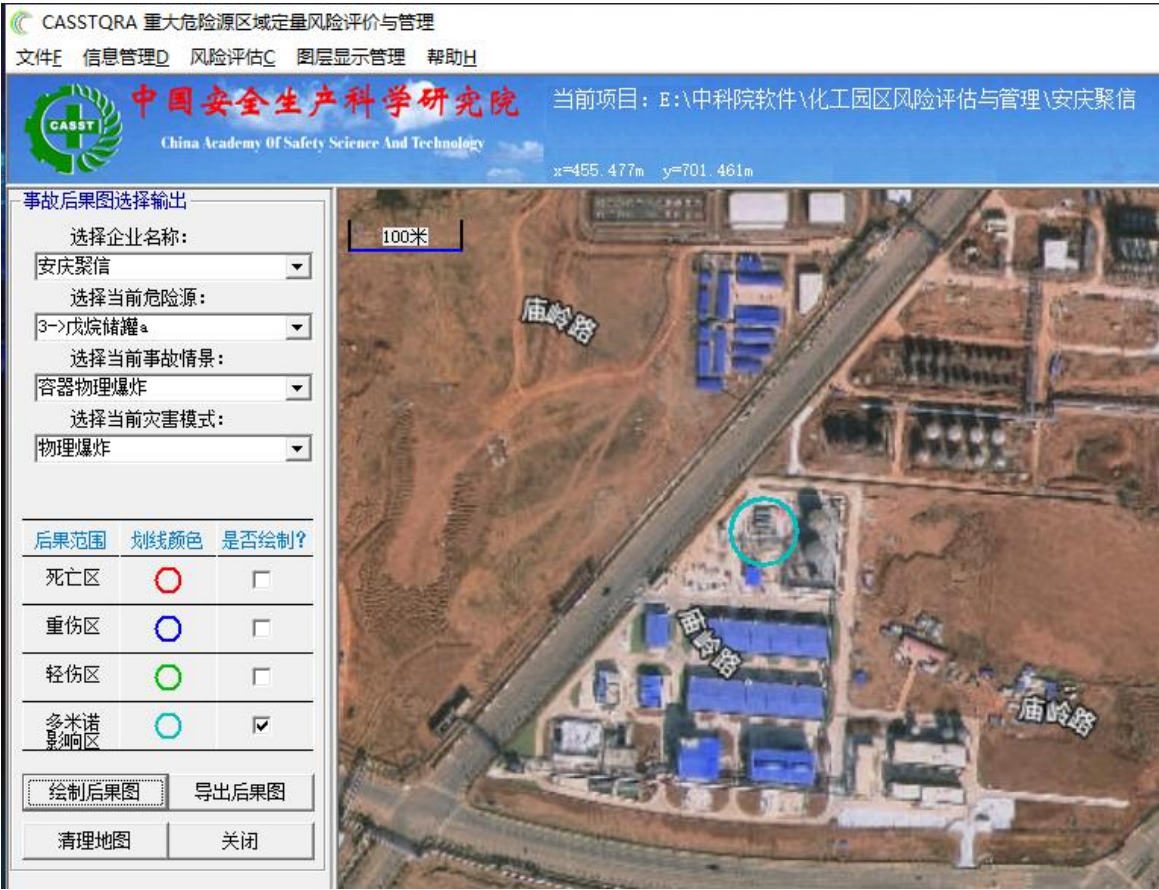 CASSTQRA 重大危险源区域定量风险评价与管理
文件F 信息管理D 风险评估C 图层显示管理 帮助H
CASST
中国安全生产科学研究院
China Academy Of Safety Science And Technology
当前项目：E:\中科院软件\化工园区风险评估与管理\安庆聚信
x=455.477m y=701.461m
事故后果图选择输出
选择企业名称：
安庆聚信
选择当前危险源：
3->戊烷储罐a
选择当前事故情景：
容器物理爆炸
选择当前灾害模式：
物理爆炸
后果范围 划线颜色 是否绘制?
死亡区
重伤区
轻伤区
多米诺
影响区
绘制后果图 导出后果图
清理地图 关闭
100米
庙岭路
庙岭路
庙岭路